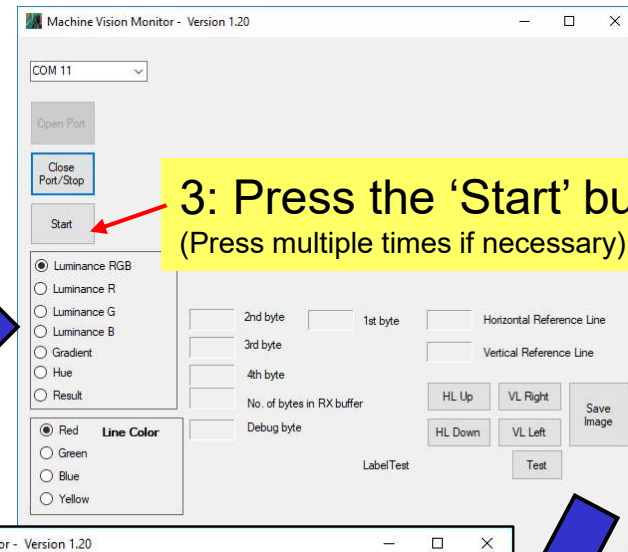 Machine Vision Monitor - Version 1.20
COM 11
Open Port
Close
Port/Stop
3: Press the ‘Start’ bu
(Press multiple times if necessary)
Start
Luminance RGB
Luminance R
Luminance G
Luminance B
Gradient
Hue
Result
2nd byte
1st byte
Horizontal Reference Line
3rd byte
Vertical Reference Line
4th byte
No. of bytes in RX buffer
HL Up
VL Right
Save
Image
Red
Line Color
Debug byte
HL Down
VL Left
Green
Blue
LabelTest
Test
Yellow
or - Version 1.20